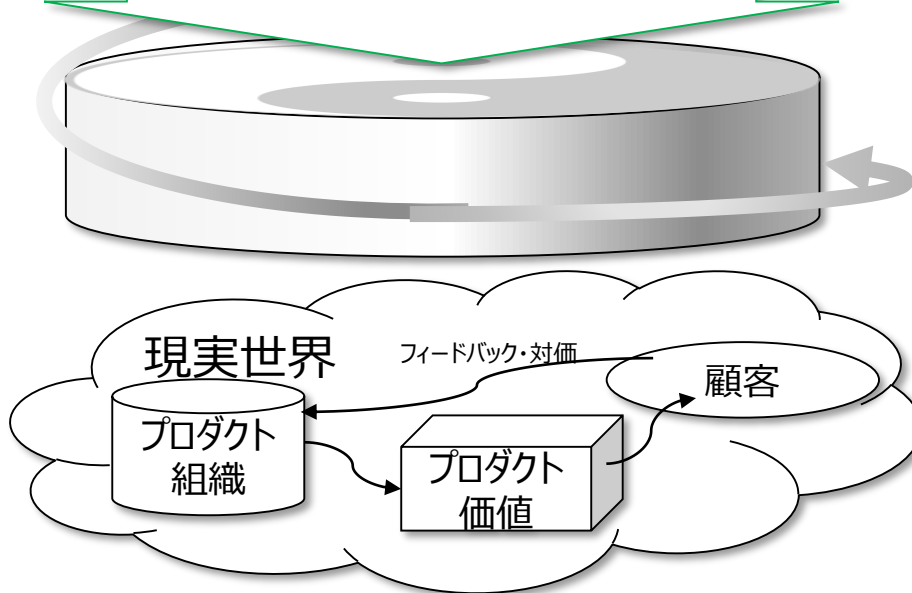 現実世界
フィードバック・対価
顧客
プロダクト
組織
プロダクト
価値